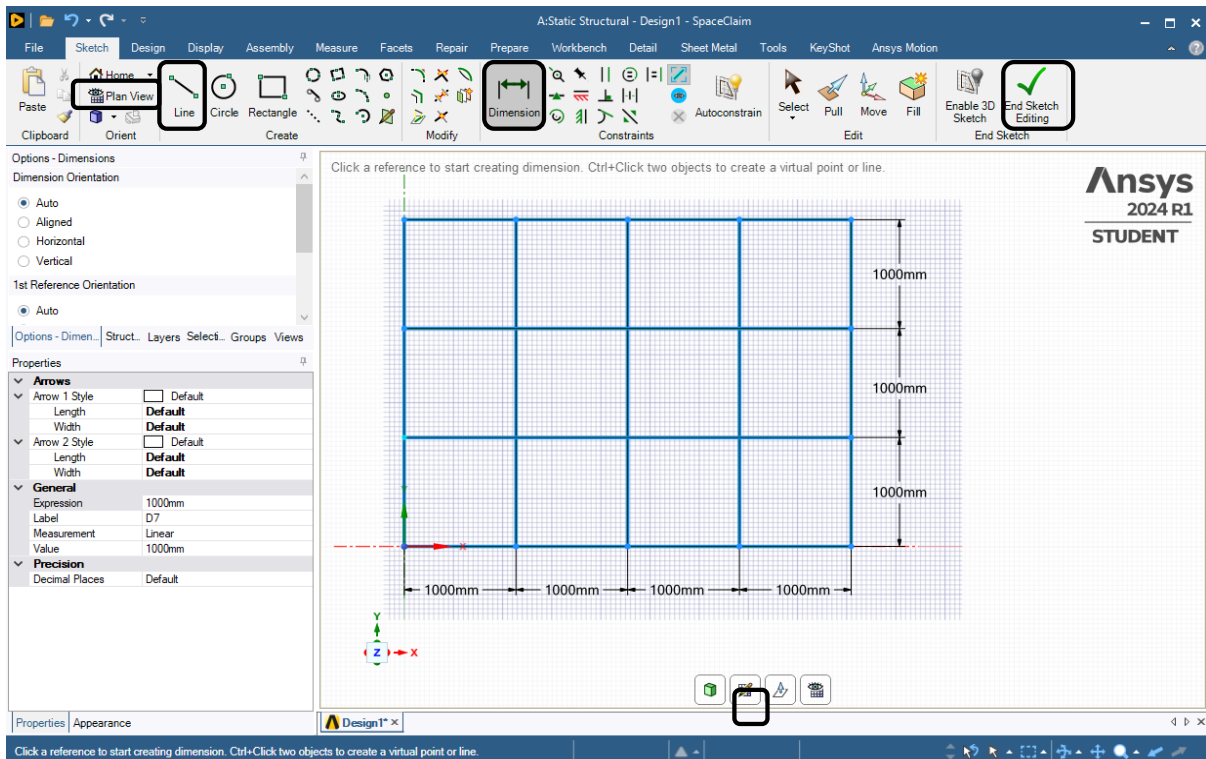 A:Static Structural - Design1 - SpaceClaim
File Sketch Design Display Assembly Measure Facets Repair Prepare Workbench Detail Sheet Metal Tools KeyShot Ansys Motion
Paste
Home
Plan View
Line
Circle
Rectangle
Dimension
Autoconstrain
Select
Pull
Move
Fill
Enable 3D
Sketch
End Sketch
Editing
Clipboard Orient Create Modify Constraints Edit End Sketch
Options - Dimensions
Dimension Orientation
Auto
Aligned
Horizontal
Vertical
1st Reference Orientation
Auto
Options - Dimen... Struct... Layers Selecti... Groups Views
Properties
Arrows
Arrow 1 Style Default
Length Default
Width Default
Arrow 2 Style Default
Length Default
Width Default
General
Expression 1000mm
Label D7
Measurement Linear
Value 1000mm
Precision
Decimal Places Default
Properties Appearance
Click a reference to start creating dimension. Ctrl+Click two objects to create a virtual point or line.
Ansys
2024 R1
STUDENT
1000mm
1000mm
1000mm
Y
X
1000mm 1000mm 1000mm 1000mm
Y
Z X
Design1*
Click a reference to start creating dimension. Ctrl+Click two objects to create a virtual point or line.